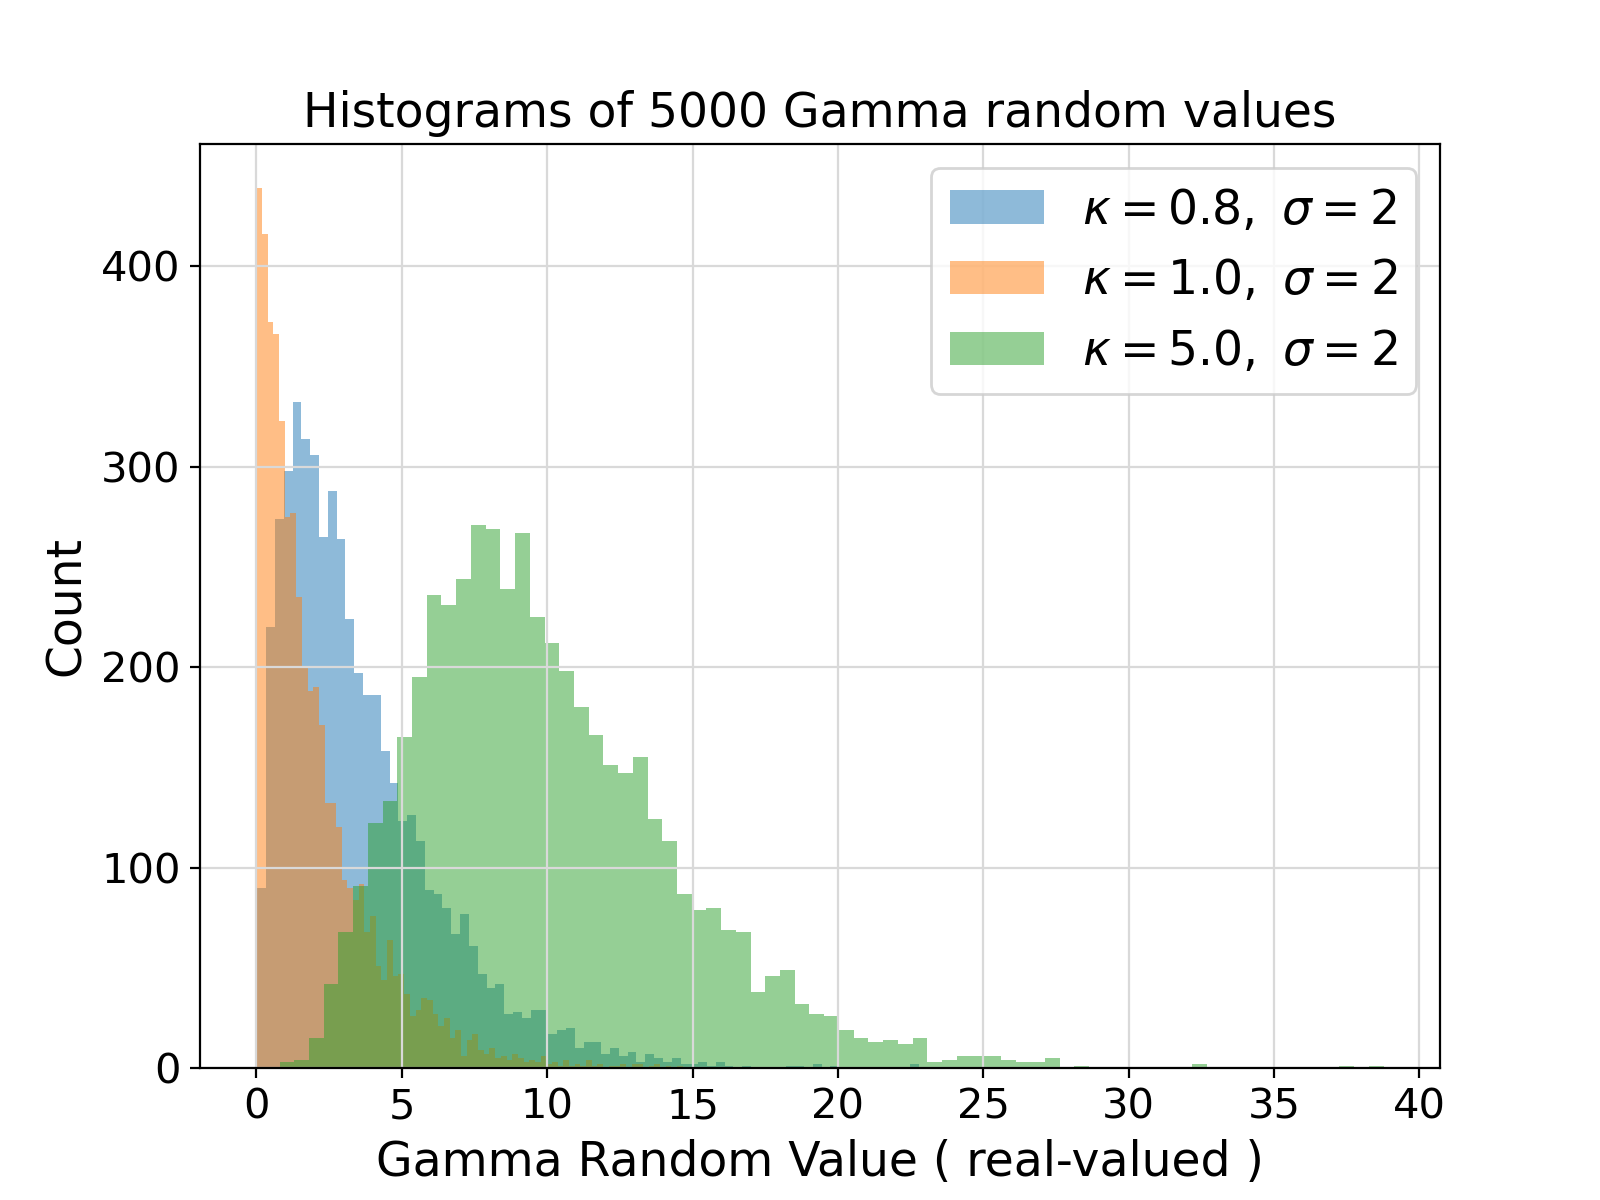 Histograms of 5000 Gamma random values
κ = 0.8, σ = 2
κ = 1.0, σ = 2
κ = 5.0, σ = 2
400
300
200
100
0
Count
0 5 10 15 20 25 30 35 40
Gamma Random Value ( real-valued )